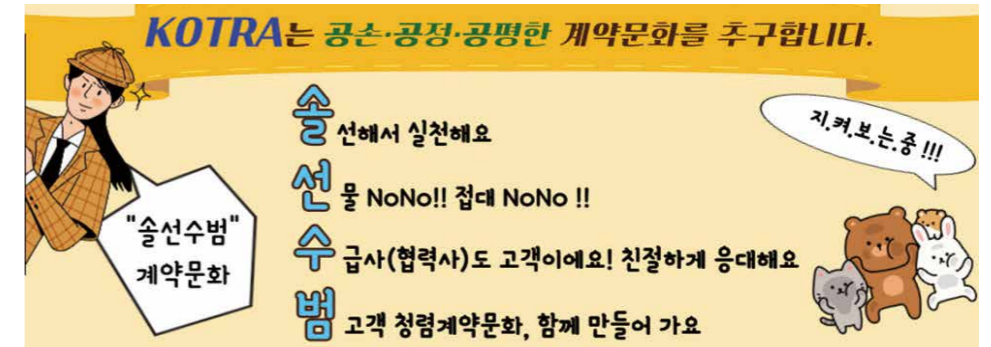 KOTRA는 공손·공정·공평한 계약문화를 추구합니다.
솔선해서 실천해요
지.켜.보.는.중 !!!
선물 NoNo!! 접대 NoNo !!
"솔선수범"
계약문화
수급사(협력사)도 고객이에요! 친절하게 응대해요
범고객 청렴계약문화, 함께 만들어 가요